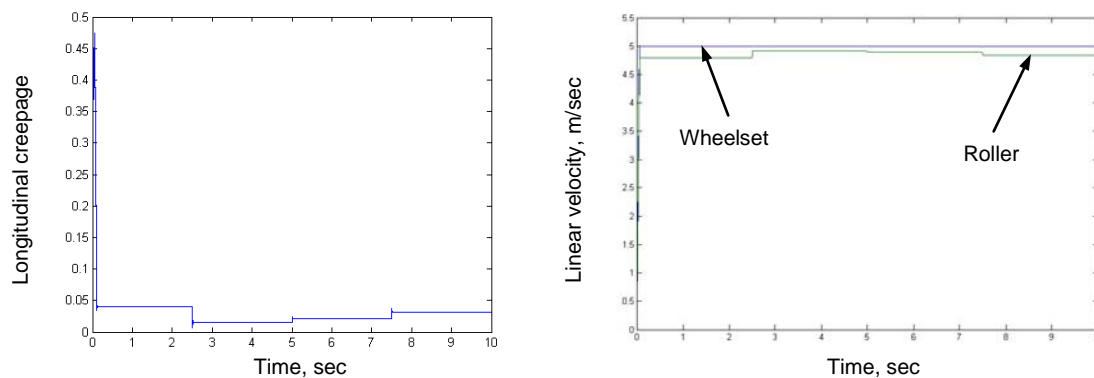 Longitudinal creepage
0.5
0.45
0.4
0.35
0.3
0.25
0.2
0.15
0.1
0.05
0
0 1 2 3 4 5 6 7 8 9 10
Time, sec
Linear velocity, m/sec
5.5
5
4.5
4
3.5
3
2.5
2
1.5
1
0.5
0
Wheelset
Roller
0 1 2 3 4 5 6 7 8 9
Time, sec